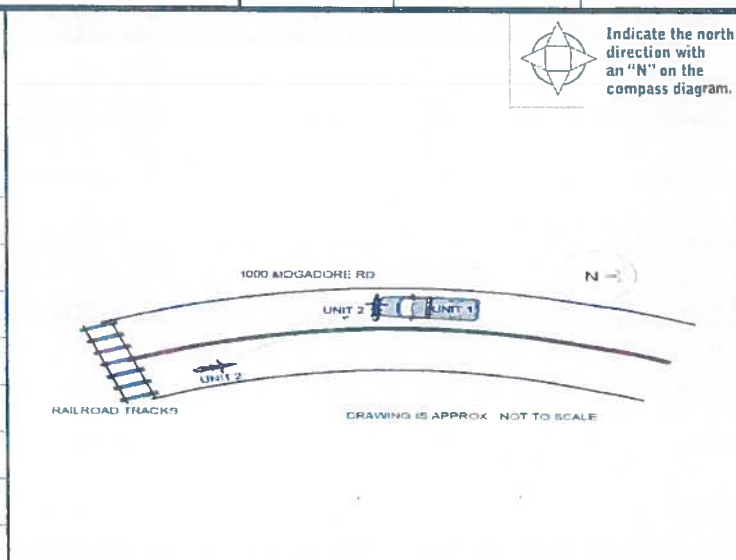 Indicate the north
direction with
an "N" on the
compass diagram.
1000 MOGADORE RD
N
UNIT 2
UNIT 1
UNIT 2
RAILROAD TRACKS
DRAWING IS APPROX NOT TO SCALE